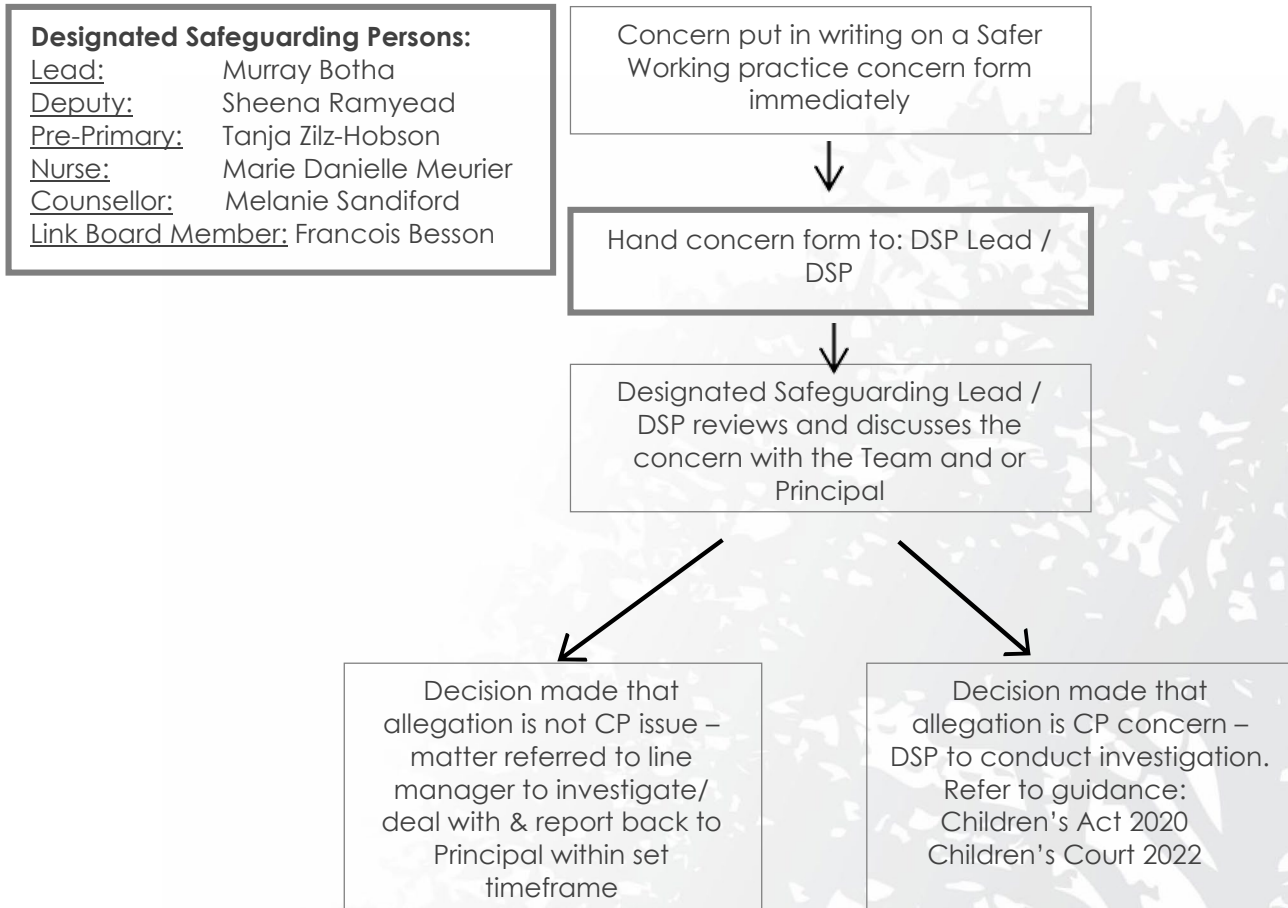 Designated Safeguarding Persons:
Lead: Murray Botha
Deputy: Sheena Ramyead
Pre-Primary: Tanja Zilz-Hobson
Nurse: Marie Danielle Meurier
Counsellor: Melanie Sandiford
Link Board Member: Francois Besson
Concern put in writing on a Safer
Working practice concern form
immediately
Hand concern form to: DSP Lead /
DSP
Designated Safeguarding Lead /
DSP reviews and discusses the
concern with the Team and or
Principal
Decision made that
allegation is not CP issue –
matter referred to line
manager to investigate/
deal with & report back to
Principal within set
timeframe
Decision made that
allegation is CP concern –
DSP to conduct investigation.
Refer to guidance:
Children’s Act 2020
Children’s Court 2022